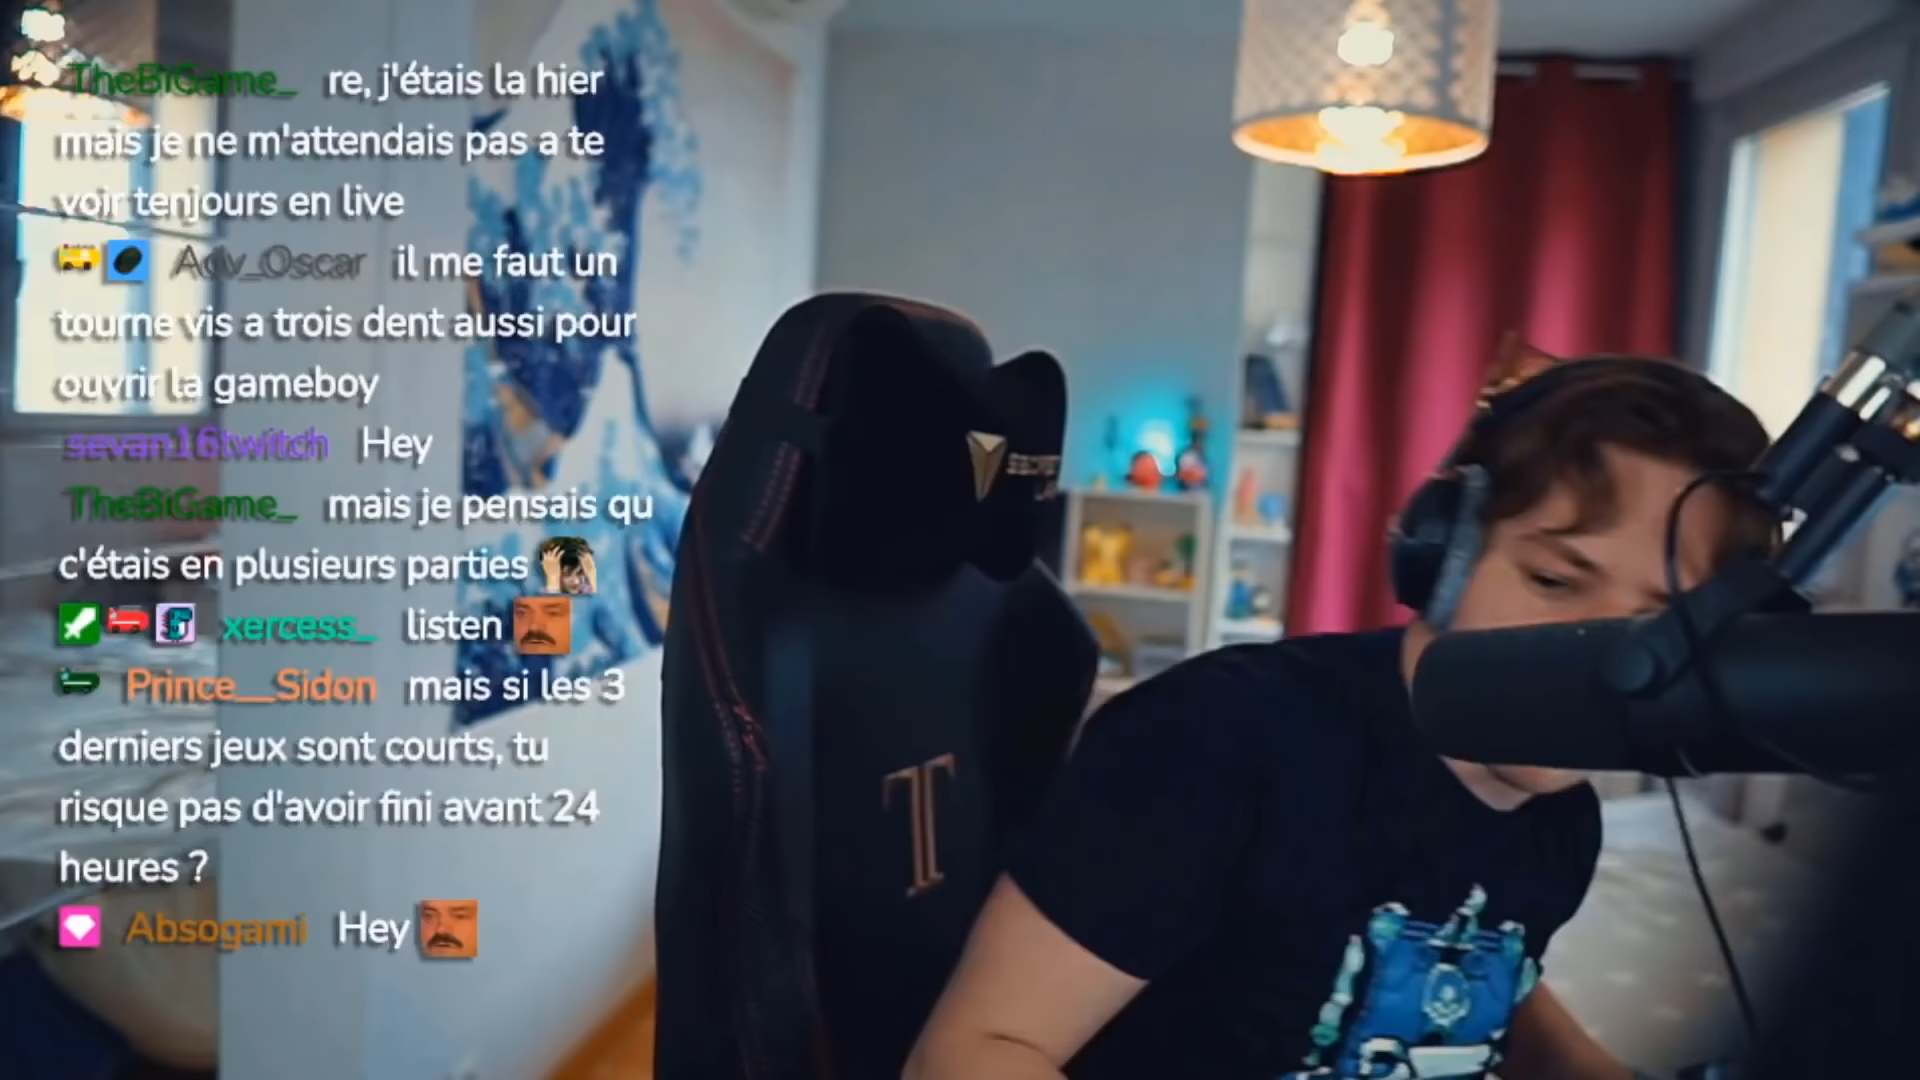 TheBiGame_ re, j'étais la hier
mais je ne m'attendais pas a te
voir tenjours en live
Adv_Oscar il me faut un
tourne vis a trois dent aussi pour
ouvrir la gameboy
sevan16twitch Hey
TheBiGame_ mais je pensais qu
c'étais en plusieurs parties
xercess_ listen
Prince__Sidon mais si les 3
derniers jeux sont courts, tu
risque pas d'avoir fini avant 24
heures ?
Absogami Hey
T